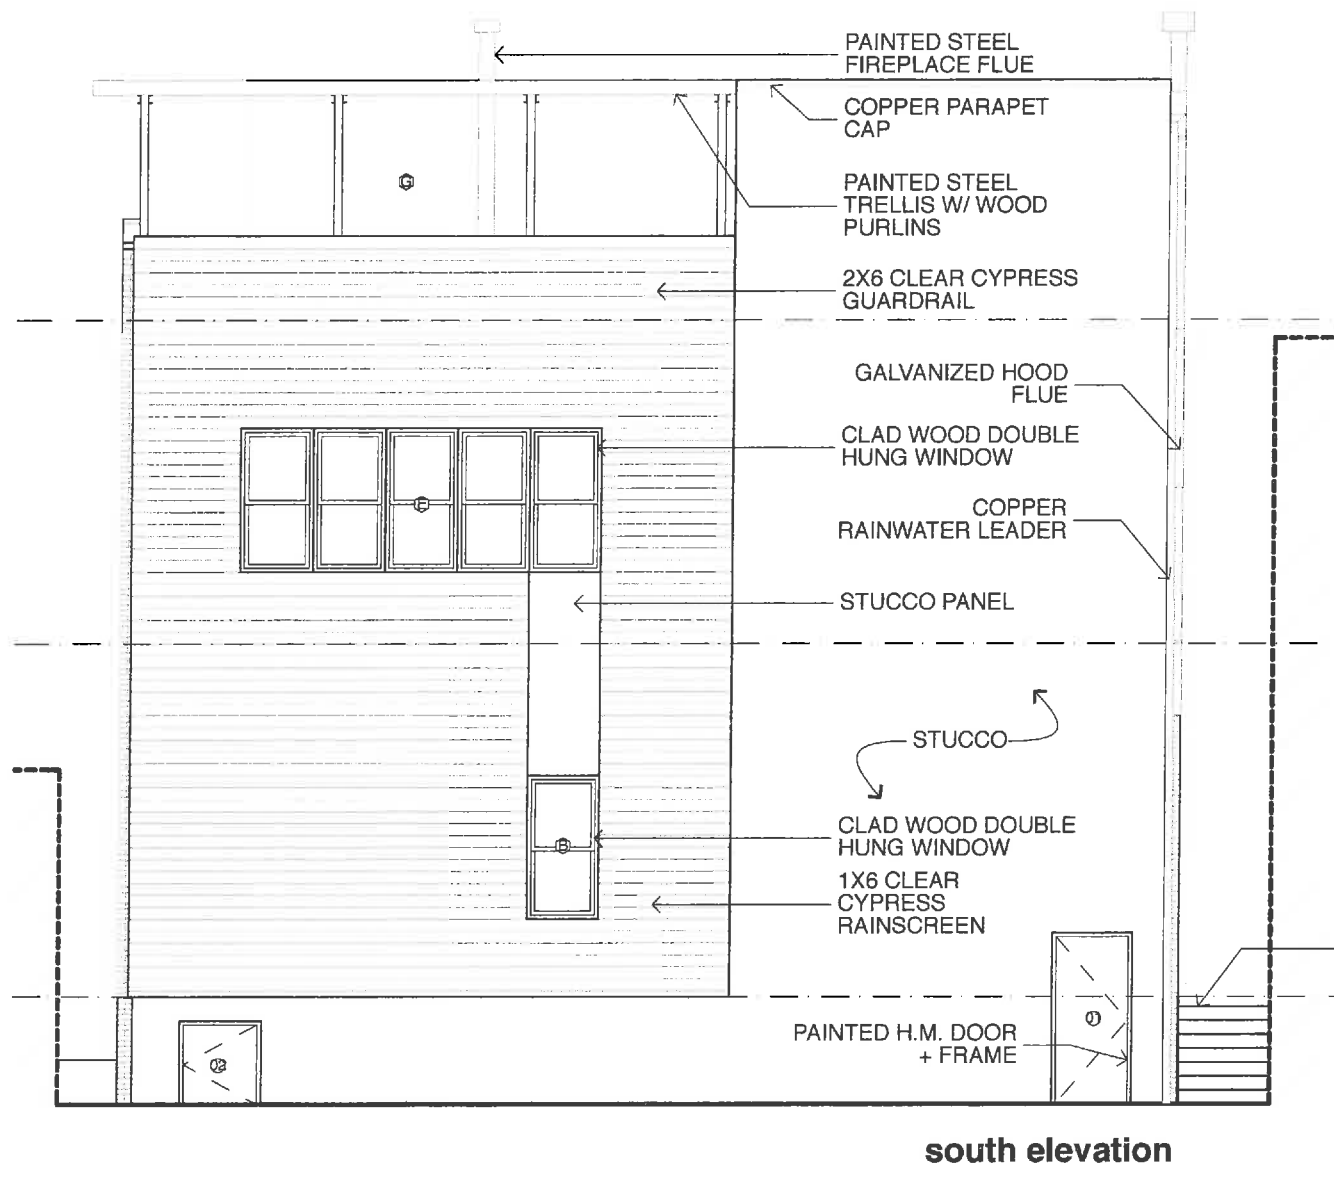 PAINTED STEEL
FIREPLACE FLUE
COPPER PARAPET
CAP
G
PAINTED STEEL
TRELLIS W/ WOOD
PURLINS
2X6 CLEAR CYPRESS
GUARDRAIL
GALVANIZED HOOD
FLUE
CLAD WOOD DOUBLE
HUNG WINDOW
COPPER
RAINWATER LEADER
STUCCO PANEL
STUCCO
CLAD WOOD DOUBLE
HUNG WINDOW
B
1X6 CLEAR
CYPRESS
RAINSCREEN
PAINTED H.M. DOOR
+ FRAME
south elevation